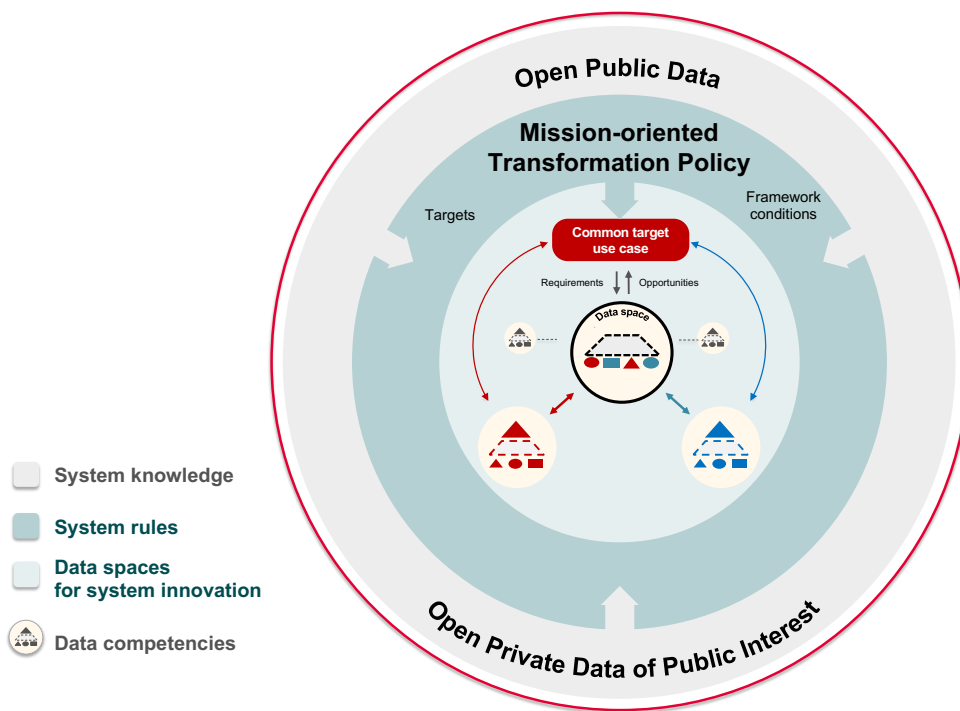 Open Public Data
Mission-oriented
Transformation Policy
Targets
Framework
conditions
Common target
use case
Requirements
Opportunities
Data space
Open Private Data of Public Interest
System knowledge
System rules
Data spaces
for system innovation
Data competencies